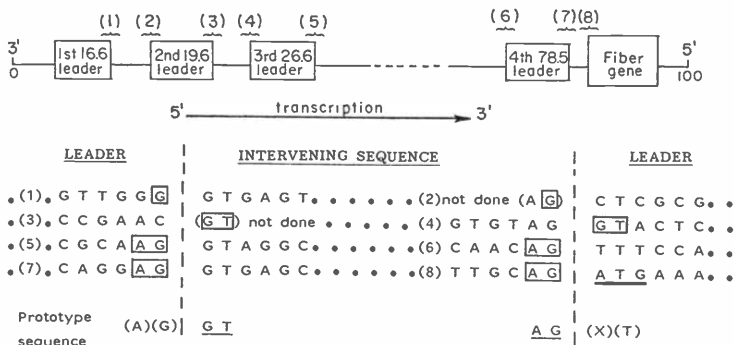 (1) (2) (3) (4) (5) (6) (7) (8)
3' 1st 16.6 leader 2nd 19.6 leader 3rd 26.6 leader 4th 78.5 leader Fiber gene 5'
0 100
5' transcription 3'
LEADER INTERVENING SEQUENCE LEADER
.(1). G T T G G G G T G A G T...... (2)not done (A G) C T C G C G..
.(3). C C G A A C (G T) not done ..... (4) G T G T A G G T A C T C..
.(5). C G C A A G G T A G G C...... (6) C A A C A G T T T C C A..
.(7). C A G G A G G T G A G C......(8) T T G C A G A T G A A A..
Prototype sequence (A)(G) G T A G (X)(T)